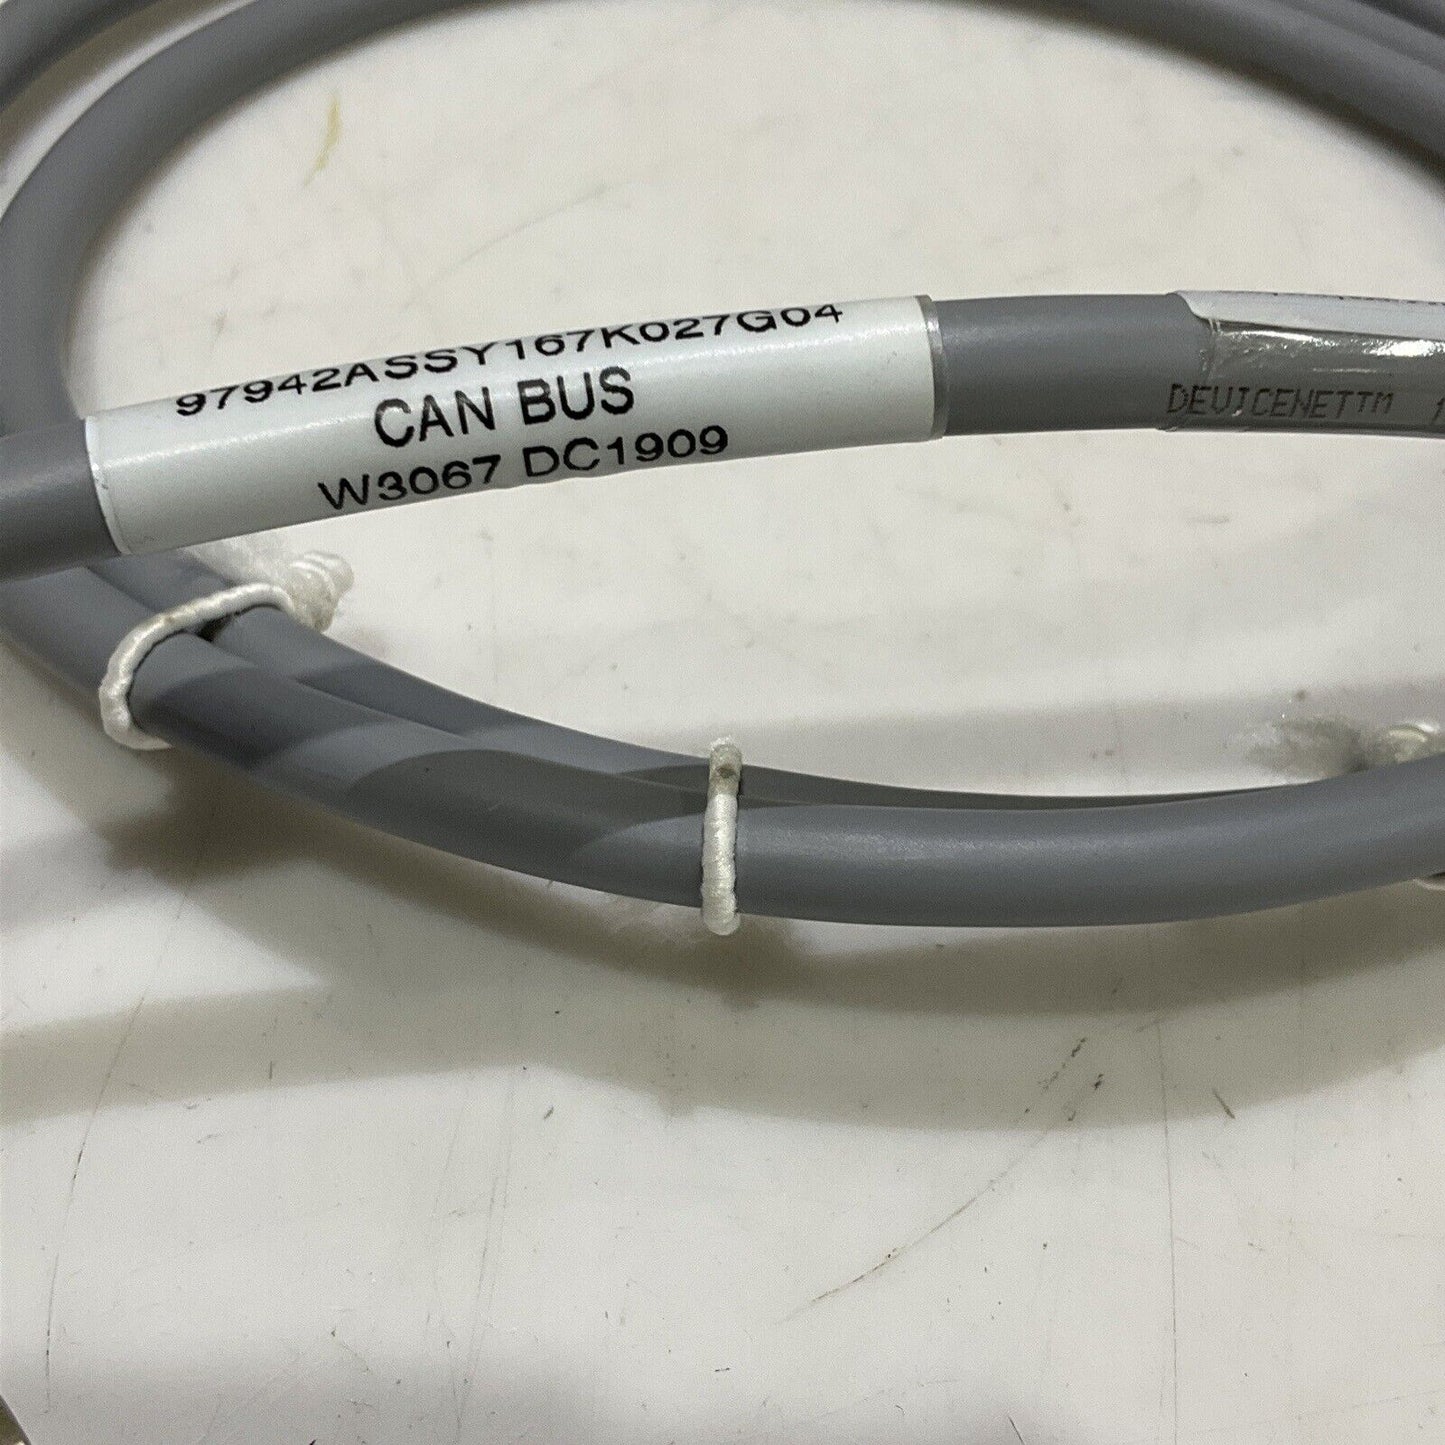 97942ASSY167K027G04
CAN BUS
W3067 DC1909
DEVICENET™